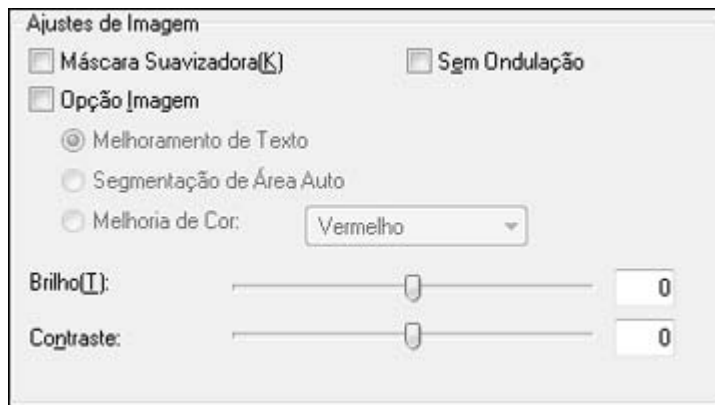 Ajustes de Imagem
Máscara Suavizadora(K) Sem Ondulação
Opção Imagem
Melhoramento de Texto
Segmentação de Área Auto
Melhoria de Cor: Vermelho
Brilho(T): 0
Contraste: 0